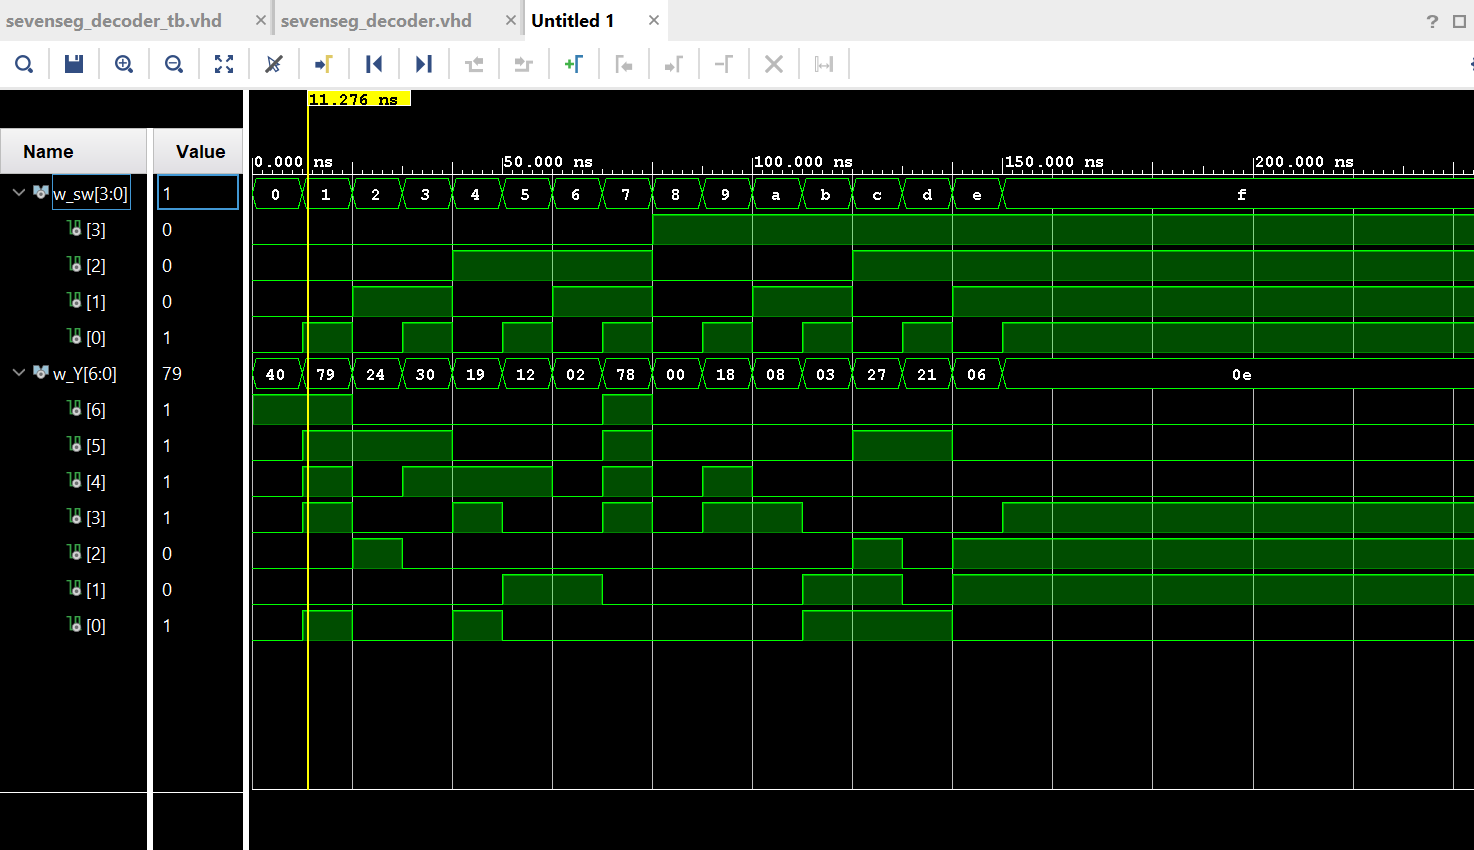 sevenseg_decoder_tb.vhd × sevenseg_decoder.vhd × Untitled 1 × ?
11.276 ns
Name Value 0.000 ns 50.000 ns 100.000 ns 150.000 ns 200.000 ns
w_sw[3:0] 1 0 1 2 3 4 5 6 7 8 9 a b c d e f
[3] 0
[2] 0
[1] 0
[0] 1
w_Y[6:0] 79 40 79 24 30 19 12 02 78 00 18 08 03 27 21 06 0e
[6] 1
[5] 1
[4] 1
[3] 1
[2] 0
[1] 0
[0] 1